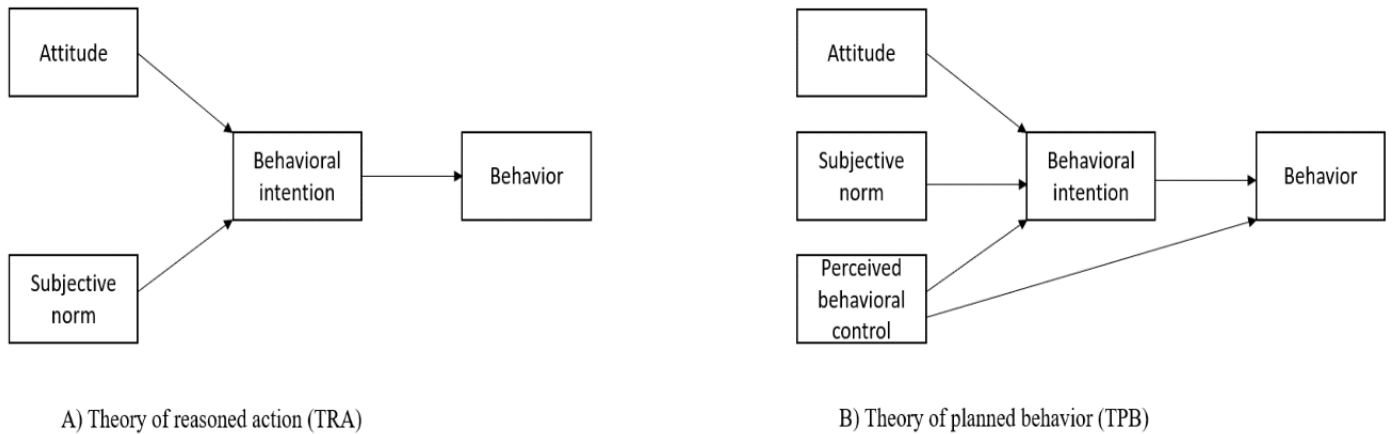 Attitude
Behavioral
intention
Behavior
Subjective
norm
A) Theory of reasoned action (TRA)
Attitude
Subjective
norm
Behavioral
intention
Behavior
Perceived
behavioral
control
B) Theory of planned behavior (TPB)